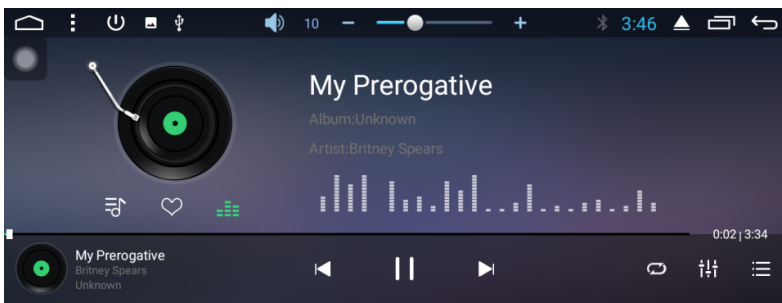 10
3:46
My Prerogative
Album:Unknown
Artist:Britney Spears
0:02 | 3:34
My Prerogative
Britney Spears
Unknown